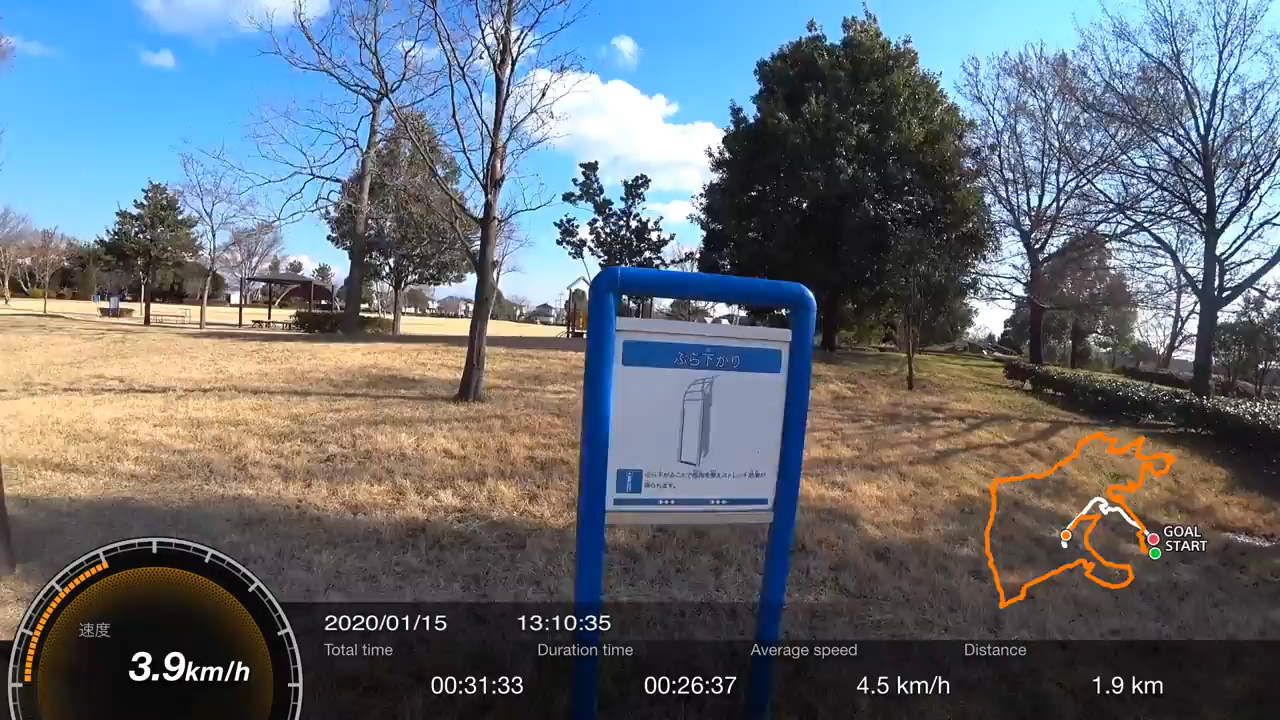 ぶら下がり
GOAL
START
速度
3.9km/h
2020/01/15 13:10:35
Total time Duration time Average speed Distance
00:31:33 00:26:37 4.5 km/h 1.9 km